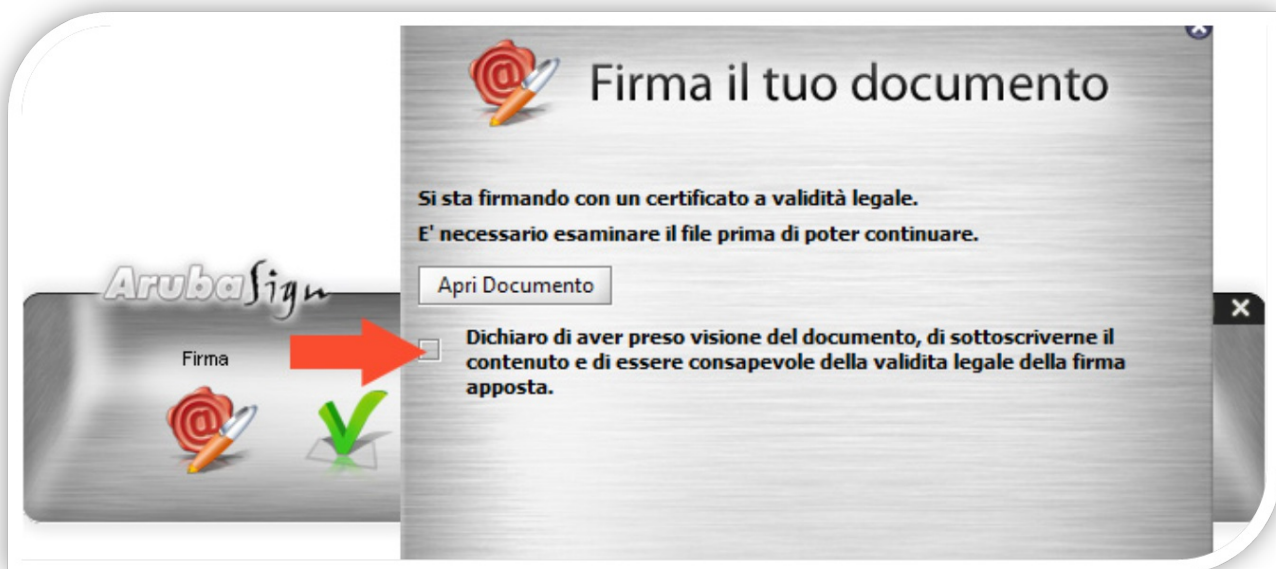 Firma il tuo documento
Si sta firmando con un certificato a validità legale.
E' necessario esaminare il file prima di poter continuare.
Apri Documento
ArubaSign
Firma
Dichiaro di aver preso visione del documento, di sottoscriverne il
contenuto e di essere consapevole della validita legale della firma
apposta.